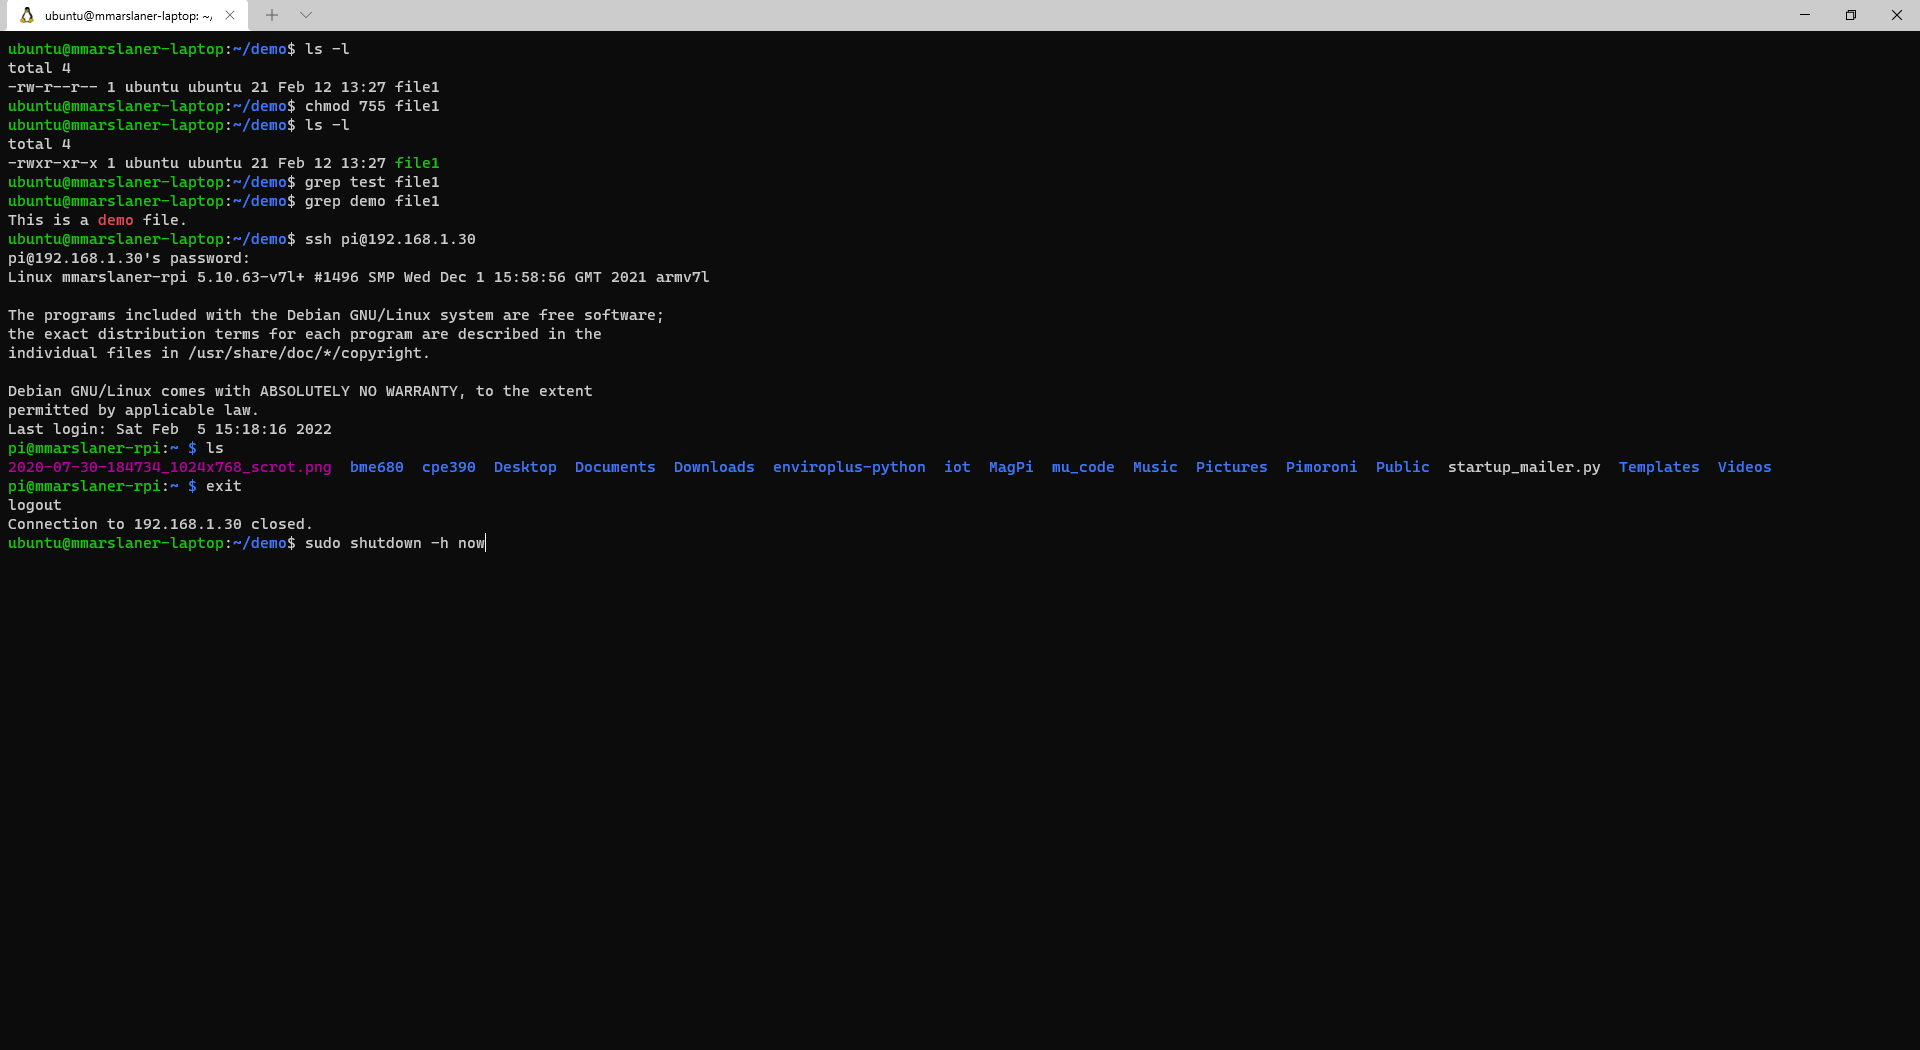 ubuntu@mmarslaner-laptop: ~/
ubuntu@mmarslaner-laptop:~/demo$ ls -l
total 4
-rw-r--r-- 1 ubuntu ubuntu 21 Feb 12 13:27 file1
ubuntu@mmarslaner-laptop:~/demo$ chmod 755 file1
ubuntu@mmarslaner-laptop:~/demo$ ls -l
total 4
-rwxr-xr-x 1 ubuntu ubuntu 21 Feb 12 13:27 file1
ubuntu@mmarslaner-laptop:~/demo$ grep test file1
ubuntu@mmarslaner-laptop:~/demo$ grep demo file1
This is a demo file.
ubuntu@mmarslaner-laptop:~/demo$ ssh pi@192.168.1.30
pi@192.168.1.30's password:
Linux mmarslaner-rpi 5.10.63-v7l+ #1496 SMP Wed Dec 1 15:58:56 GMT 2021 armv7l

The programs included with the Debian GNU/Linux system are free software;
the exact distribution terms for each program are described in the
individual files in /usr/share/doc/*/copyright.

Debian GNU/Linux comes with ABSOLUTELY NO WARRANTY, to the extent
permitted by applicable law.
Last login: Sat Feb  5 15:18:16 2022
pi@mmarslaner-rpi:~ $ ls
2020-07-30-184734_1024x768_scrot.png  bme680  cpe390  Desktop  Documents  Downloads  enviroplus-python  iot  MagPi  mu_code  Music  Pictures  Pimoroni  Public  startup_mailer.py  Templates  Videos
pi@mmarslaner-rpi:~ $ exit
logout
Connection to 192.168.1.30 closed.
ubuntu@mmarslaner-laptop:~/demo$ sudo shutdown -h now